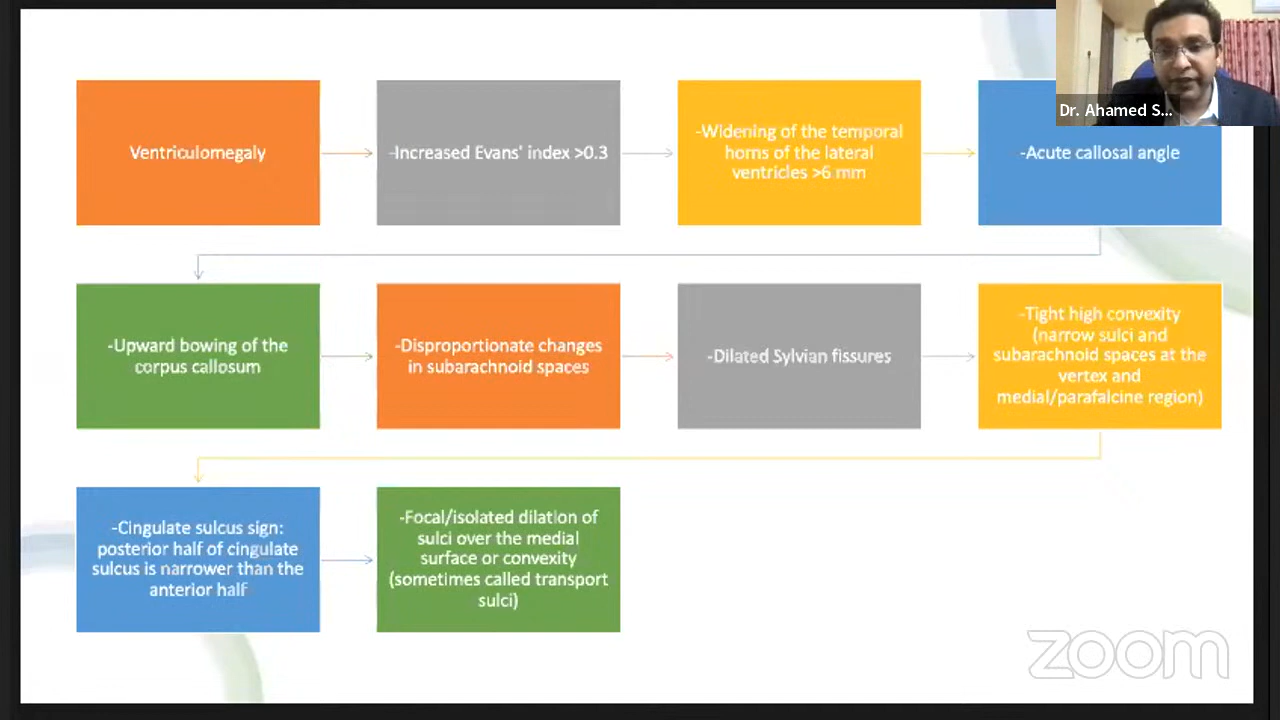 Dr. Ahamed S...
Ventriculomegaly
-Increased Evans' index >0.3
-Widening of the temporal
horns of the lateral
ventricles >6 mm
-Acute callosal angle
-Upward bowing of the
corpus callosum
-Disproportionate changes
in subarachnoid spaces
-Dilated Sylvian fissures
-Tight high convexity
(narrow sulci and
subarachnoid spaces at the
vertex and
medial/parafalcine region)
-Cingulate sulcus sign:
posterior half of cingulate
sulcus is narrower than the
anterior half
-Focal/isolated dilation of
sulci over the medial
surface or convexity
(sometimes called transport
sulci)
zoom